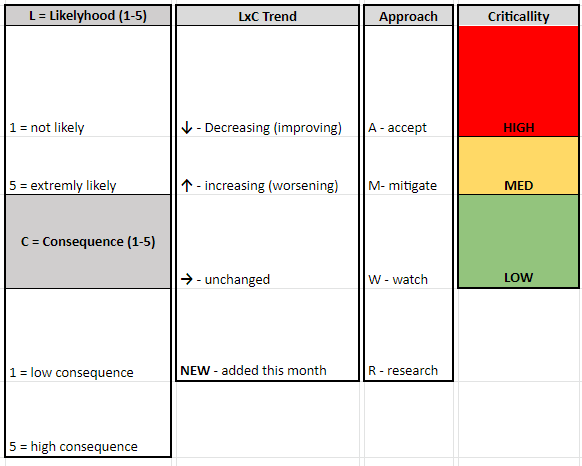 L = Likelyhood (1-5)
LxC Trend
Approach
Criticallity
1 = not likely
↓ - Decreasing (improving)
A - accept
HIGH
5 = extremly likely
↑ - increasing (worsening)
M- mitigate
MED
C = Consequence (1-5)
→ - unchanged
W - watch
LOW
1 = low consequence
NEW - added this month
R - research
5 = high consequence